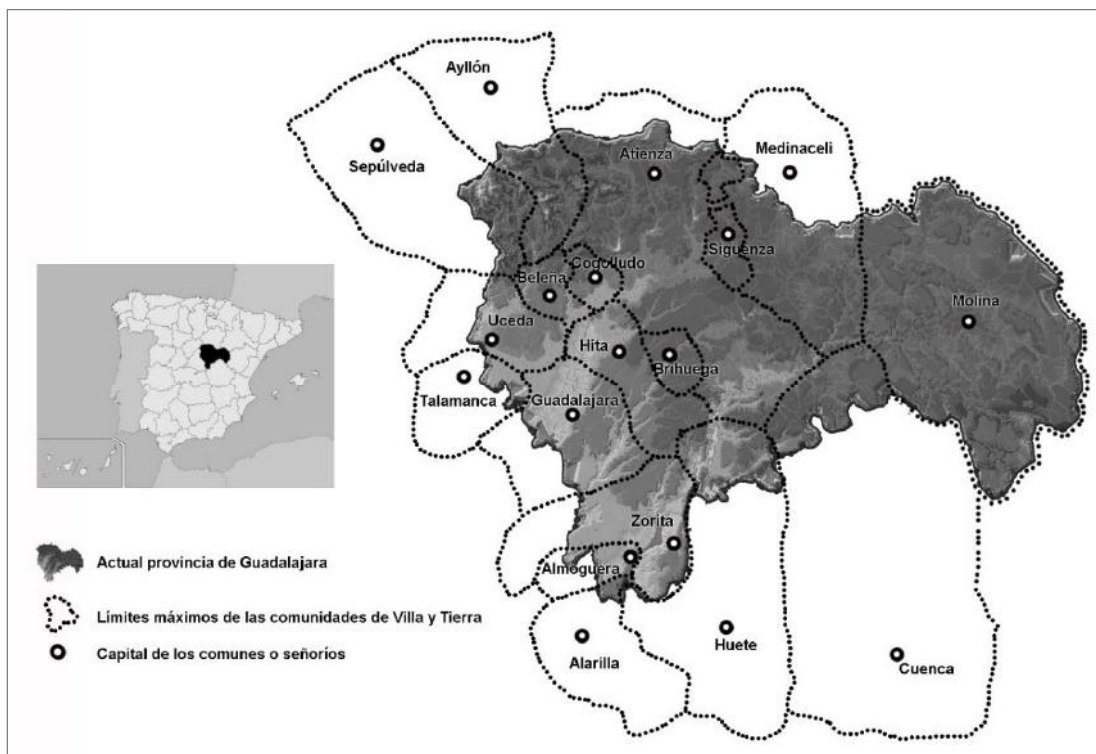 Ayllón
Sepúlveda
Atienza
Medinaceli
Sigüenza
Cogolludo
Beleña
Molina
Uceda
Hita
Brihuega
Talamanca
Guadalajara
Zorita
Almoguera
Alarilla
Huete
Cuenca
Actual provincia de Guadalajara
Límites máximos de las comunidades de Villa y Tierra
Capital de los comunes o señoríos